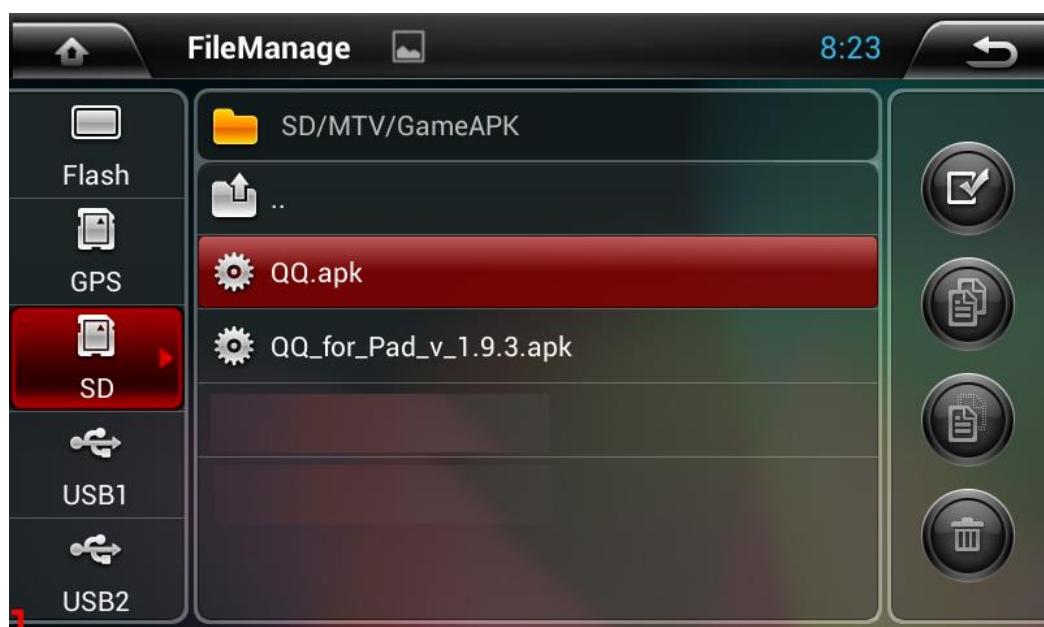 FileManage
8:23
Flash
GPS
SD
USB1
USB2
SD/MTV/GameAPK
..
QQ.apk
QQ_for_Pad_v_1.9.3.apk